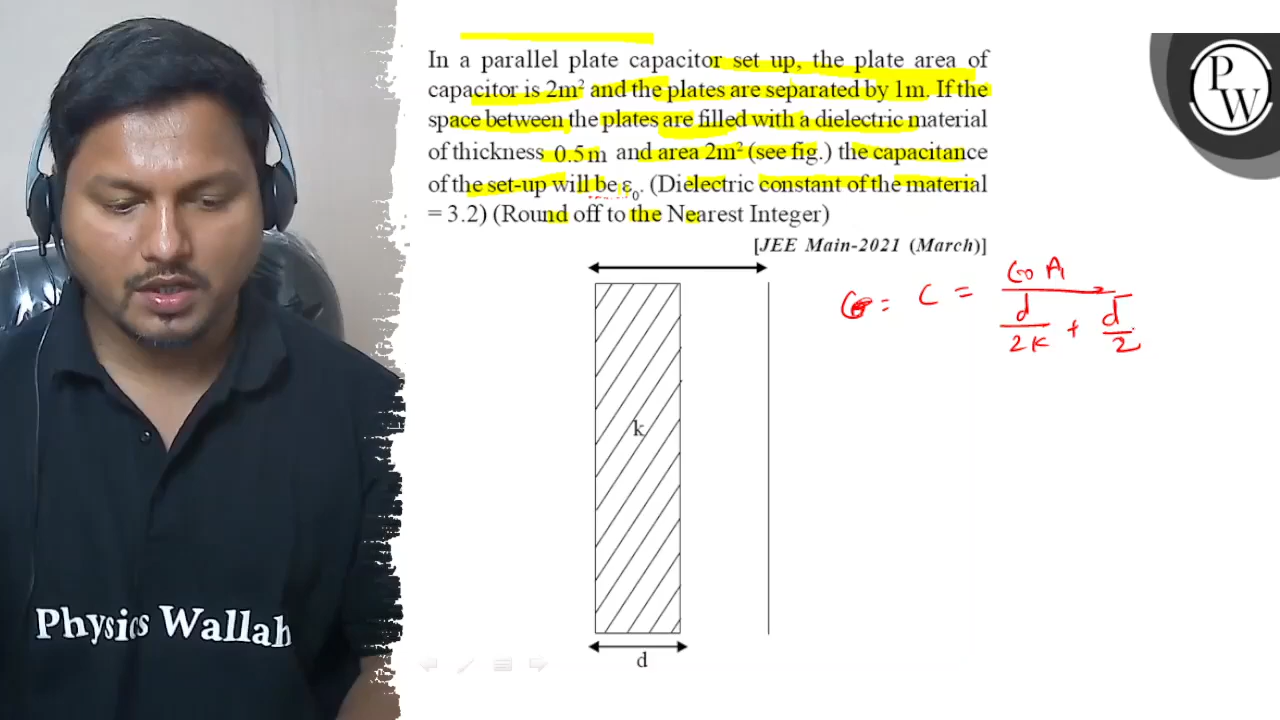 In a parallel plate capacitor set up, the plate area of
capacitor is 2m² and the plates are separated by 1m. If the
space between the plates are filled with a dielectric material
of thickness 0.5m and area 2m² (see fig.) the capacitance
of the set-up will be ε₀. (Dielectric constant of the material
= 3.2) (Round off to the Nearest Integer)
[JEE Main-2021 (March)]
P
W
C = ε₀ A
d/2K + d/2
k
d
Physics Wallah